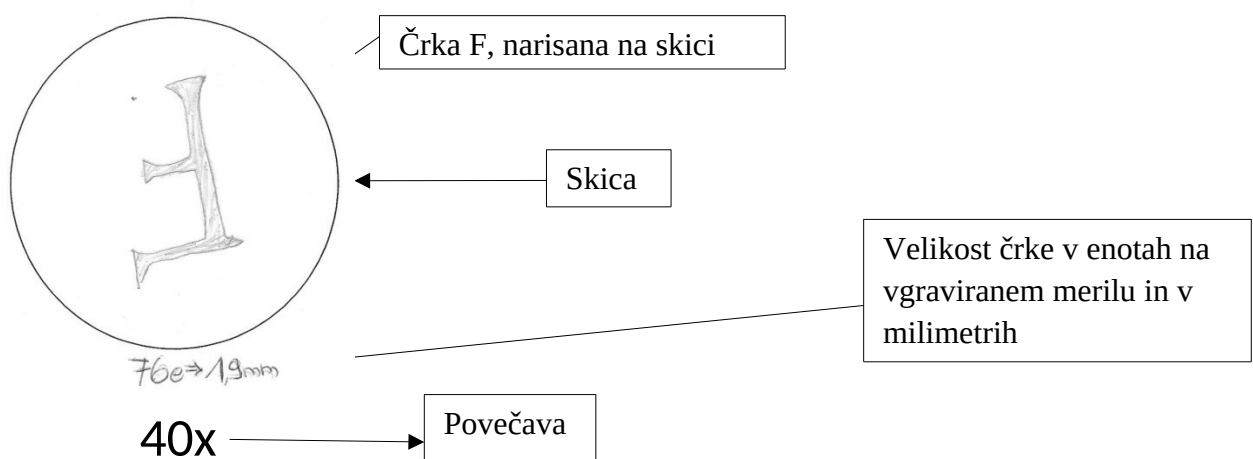 Črka F, narisana na skici
F
Skica
Velikost črke v enotah na
vgraviranem merilu in v
milimetrih
76e⇒1,9mm
Povečava
40x